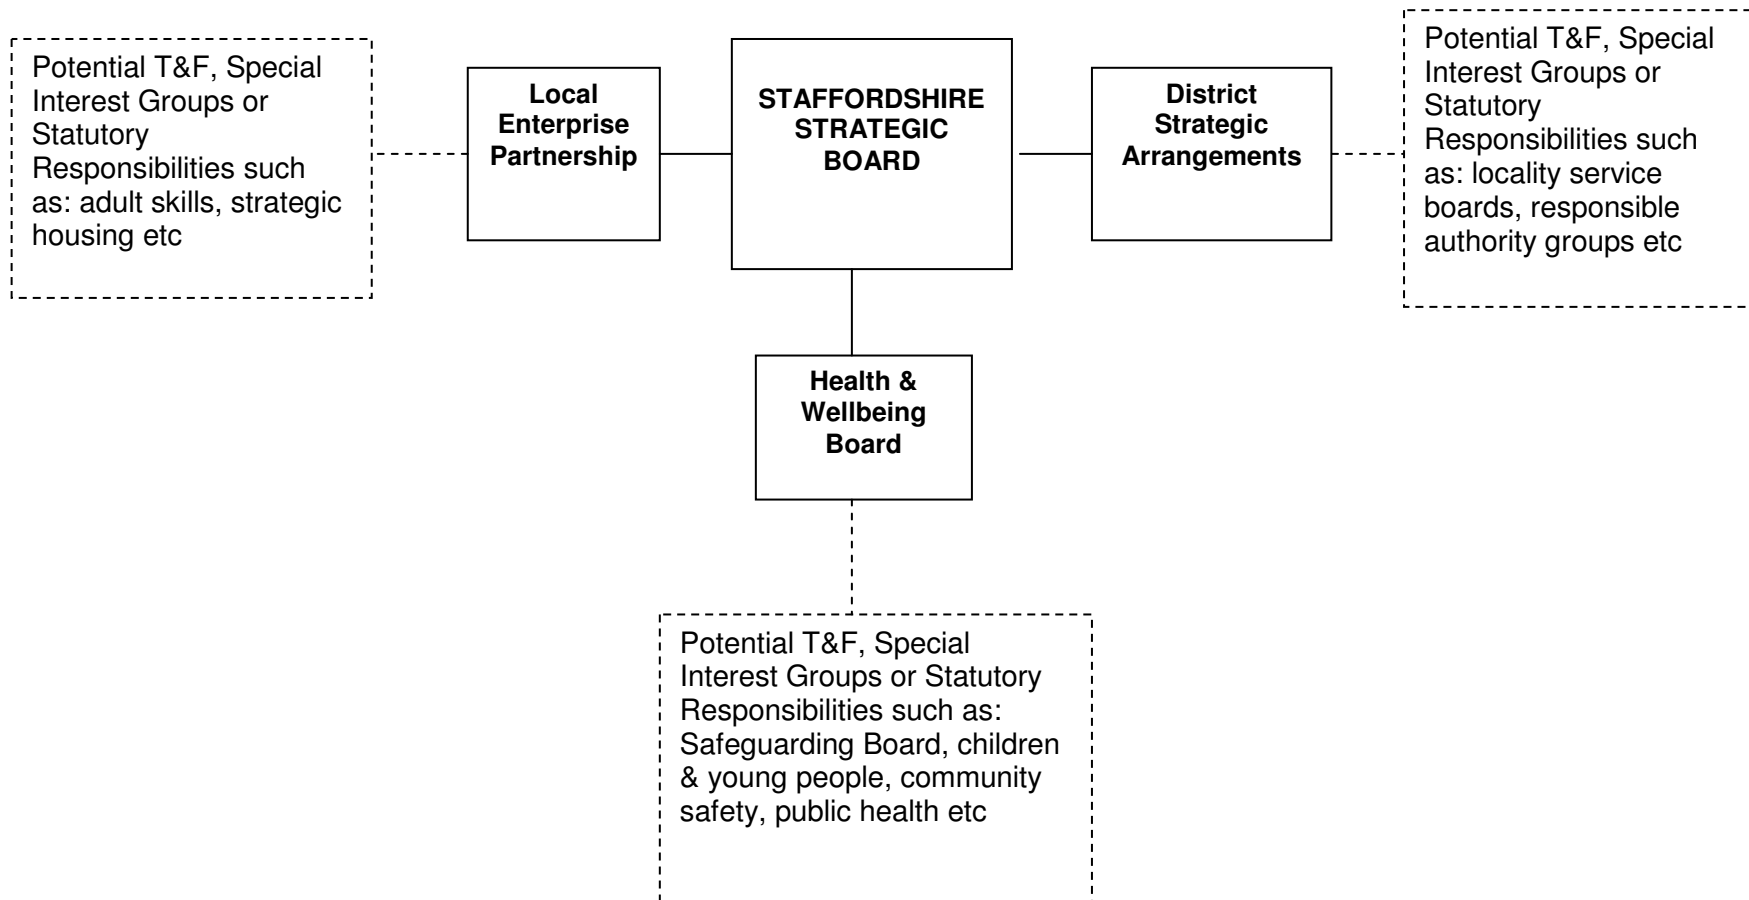 Potential T&F, Special
Interest Groups or
Statutory
Responsibilities such
as: adult skills, strategic
housing etc
Local
Enterprise
Partnership
STAFFORDSHIRE
STRATEGIC
BOARD
District
Strategic
Arrangements
Potential T&F, Special
Interest Groups or
Statutory
Responsibilities such
as: locality service
boards, responsible
authority groups etc
Health &
Wellbeing
Board
Potential T&F, Special
Interest Groups or Statutory
Responsibilities such as:
Safeguarding Board, children
& young people, community
safety, public health etc